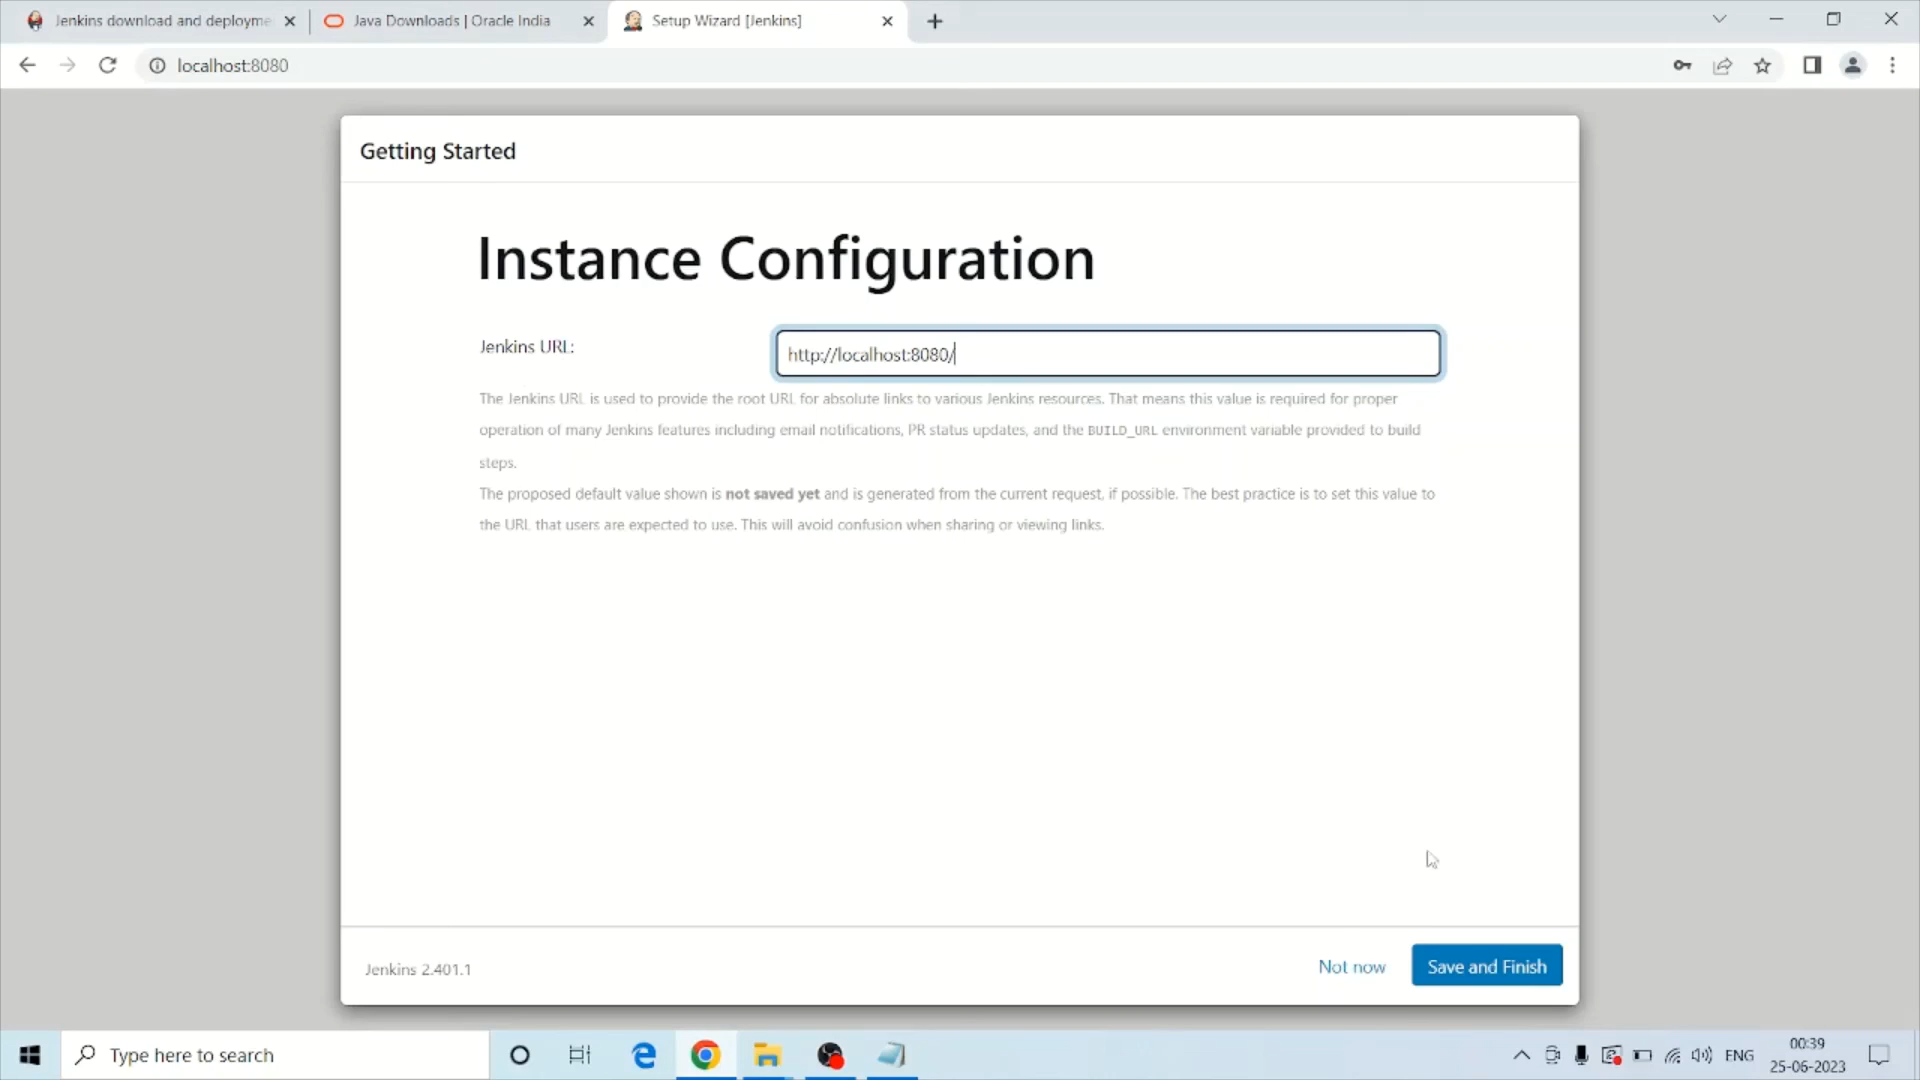 Jenkins download and deployme
Java Downloads | Oracle India
Setup Wizard [Jenkins]
localhost:8080
Getting Started
Instance Configuration
Jenkins URL:
http://localhost:8080/
The Jenkins URL is used to provide the root URL for absolute links to various Jenkins resources. That means this value is required for proper
operation of many Jenkins features including email notifications, PR status updates, and the BUILD_URL environment variable provided to build
steps.
The proposed default value shown is not saved yet and is generated from the current request, if possible. The best practice is to set this value to
the URL that users are expected to use. This will avoid confusion when sharing or viewing links.
Jenkins 2.401.1
Not now
Save and Finish
Type here to search
ENG
00:39
25-06-2023